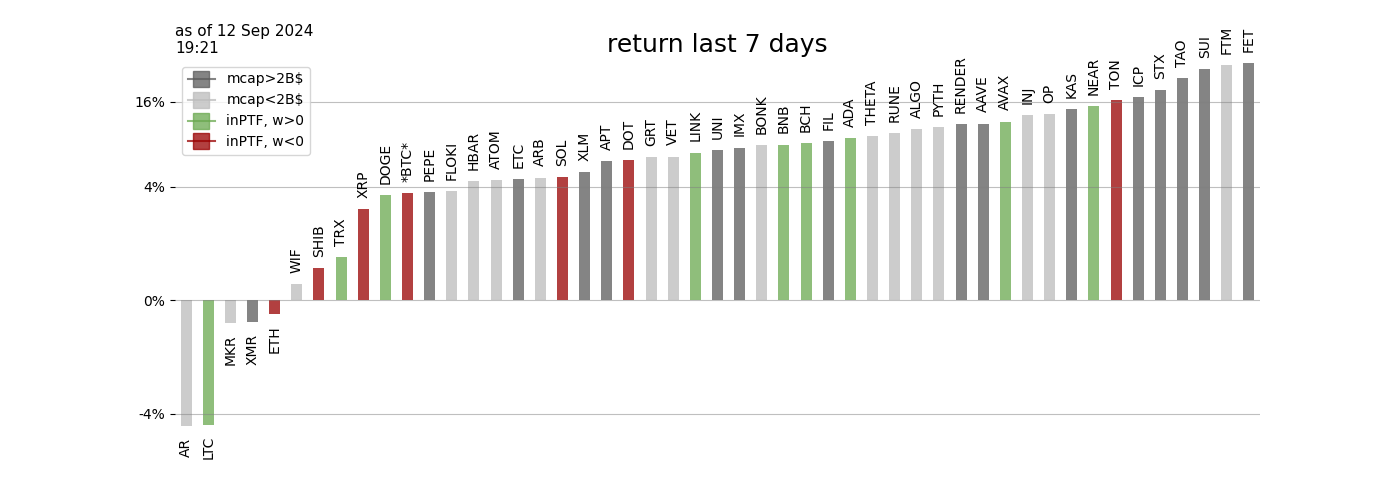 as of 12 Sep 2024
19:21
return last 7 days
mcap>2B$
mcap<2B$
inPTF, w>0
inPTF, w<0
16%
4%
0%
-4%
AR
LTC
MKR
XMR
ETH
WIF
SHIB
TRX
XRP
DOGE
*BTC*
PEPE
FLOKI
HBAR
ATOM
ETC
ARB
SOL
XLM
APT
DOT
GRT
VET
LINK
UNI
IMX
BONK
BNB
BCH
FIL
ADA
THETA
RUNE
ALGO
PYTH
RENDER
AAVE
AVAX
INJ
OP
KAS
NEAR
TON
ICP
STX
TAO
SUI
FTM
FET